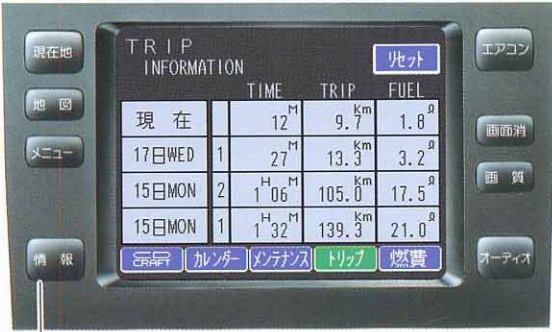 現在地
地 図
メニュー
情 報
TRIP
INFORMATION
リセット
TIME TRIP FUEL
現 在 12M 9.7Km 1.8ℓ
17日WED 1 27M 13.3Km 3.2ℓ
15日MON 2 1H06M 105.0Km 17.5ℓ
15日MON 1 1H32M 139.3Km 21.0ℓ
CRAFT カレンダー メンテナンス トリップ 燃費
エアコン
画面消
画 質
オーディオ